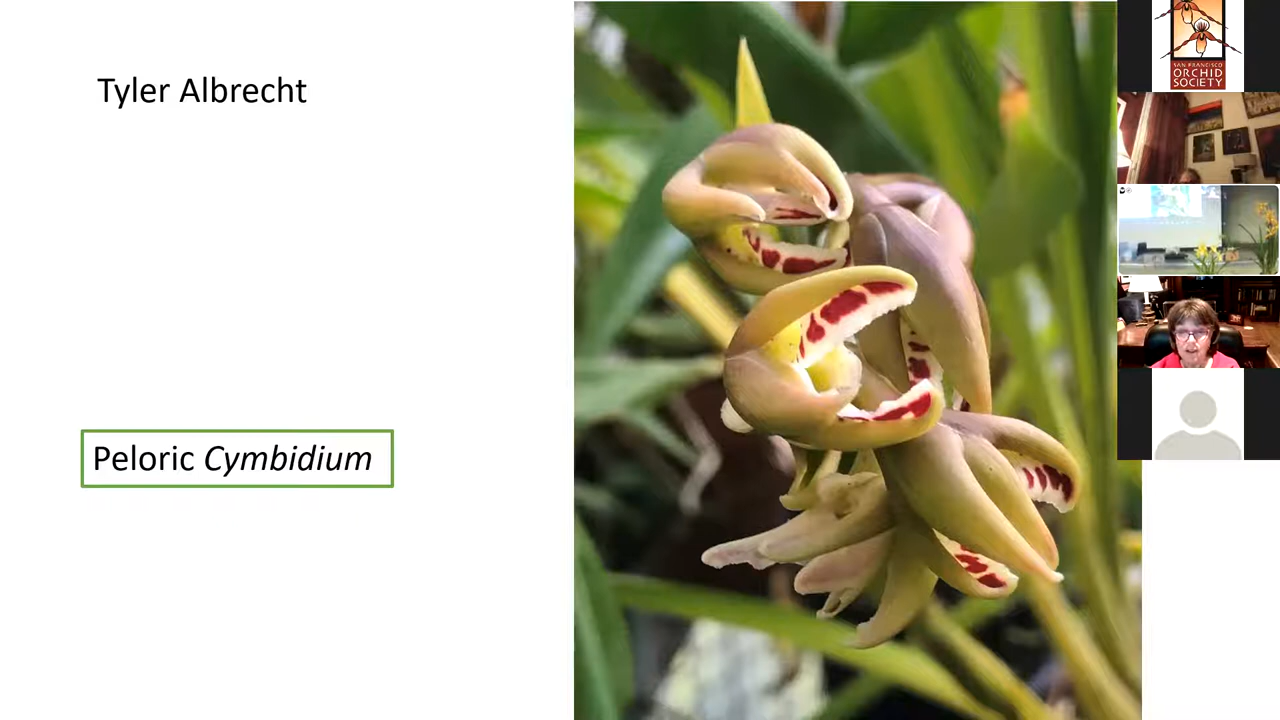 Tyler Albrecht
Peloric Cymbidium
SAN FRANCISCO
ORCHID
SOCIETY